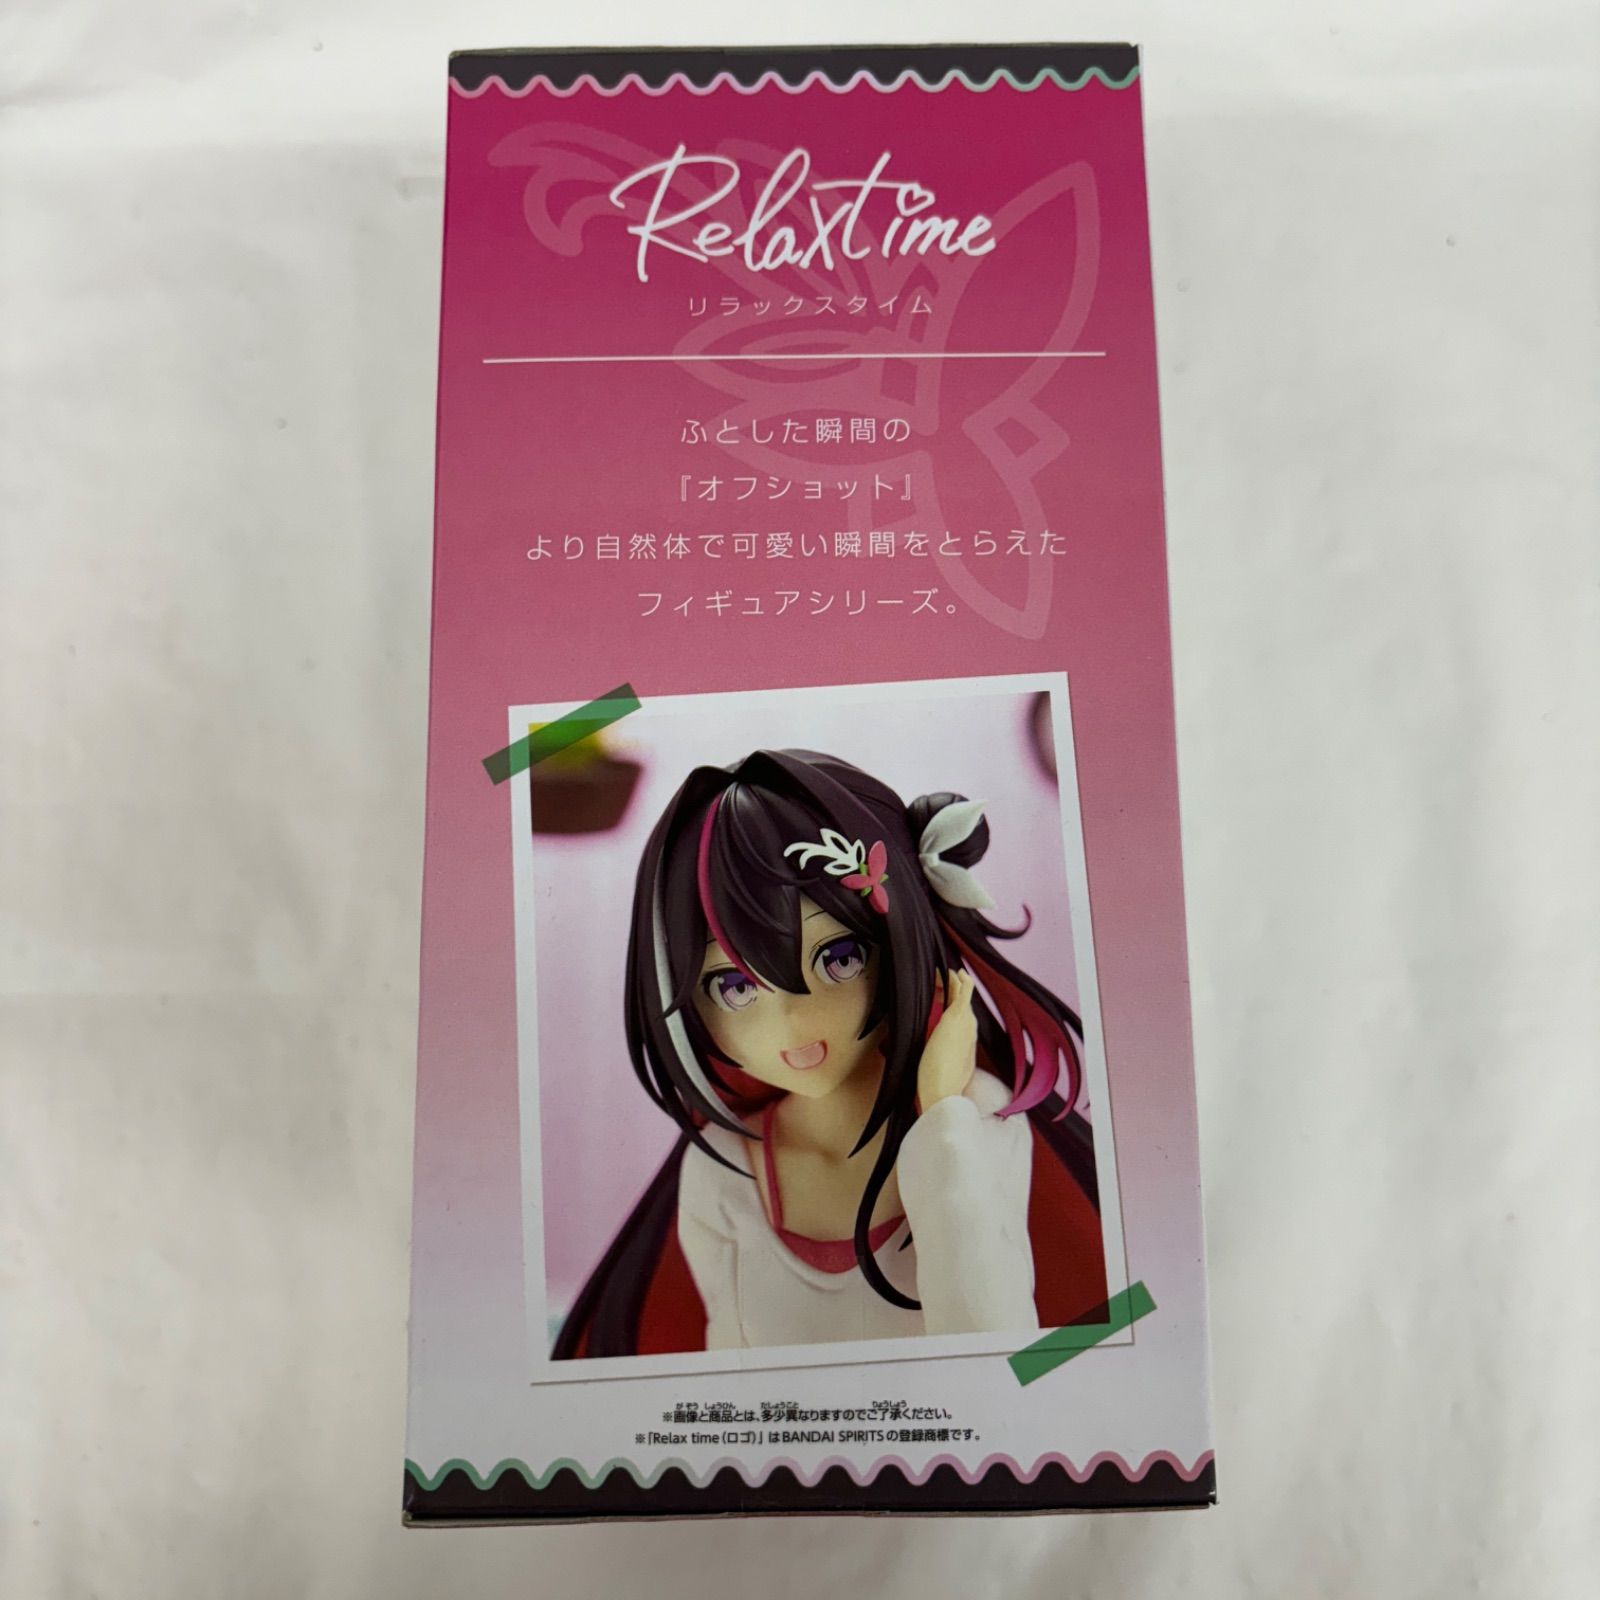 Relax time
リラックスタイム
ふとした瞬間の
『オフショット』
より自然体で可愛い瞬間をとらえた
フィギュアシリーズ。
※画像と商品とは、多少異なりますのでご了承ください。
※「Relax time（ロゴ）」はBANDAI SPIRITSの登録商標です。